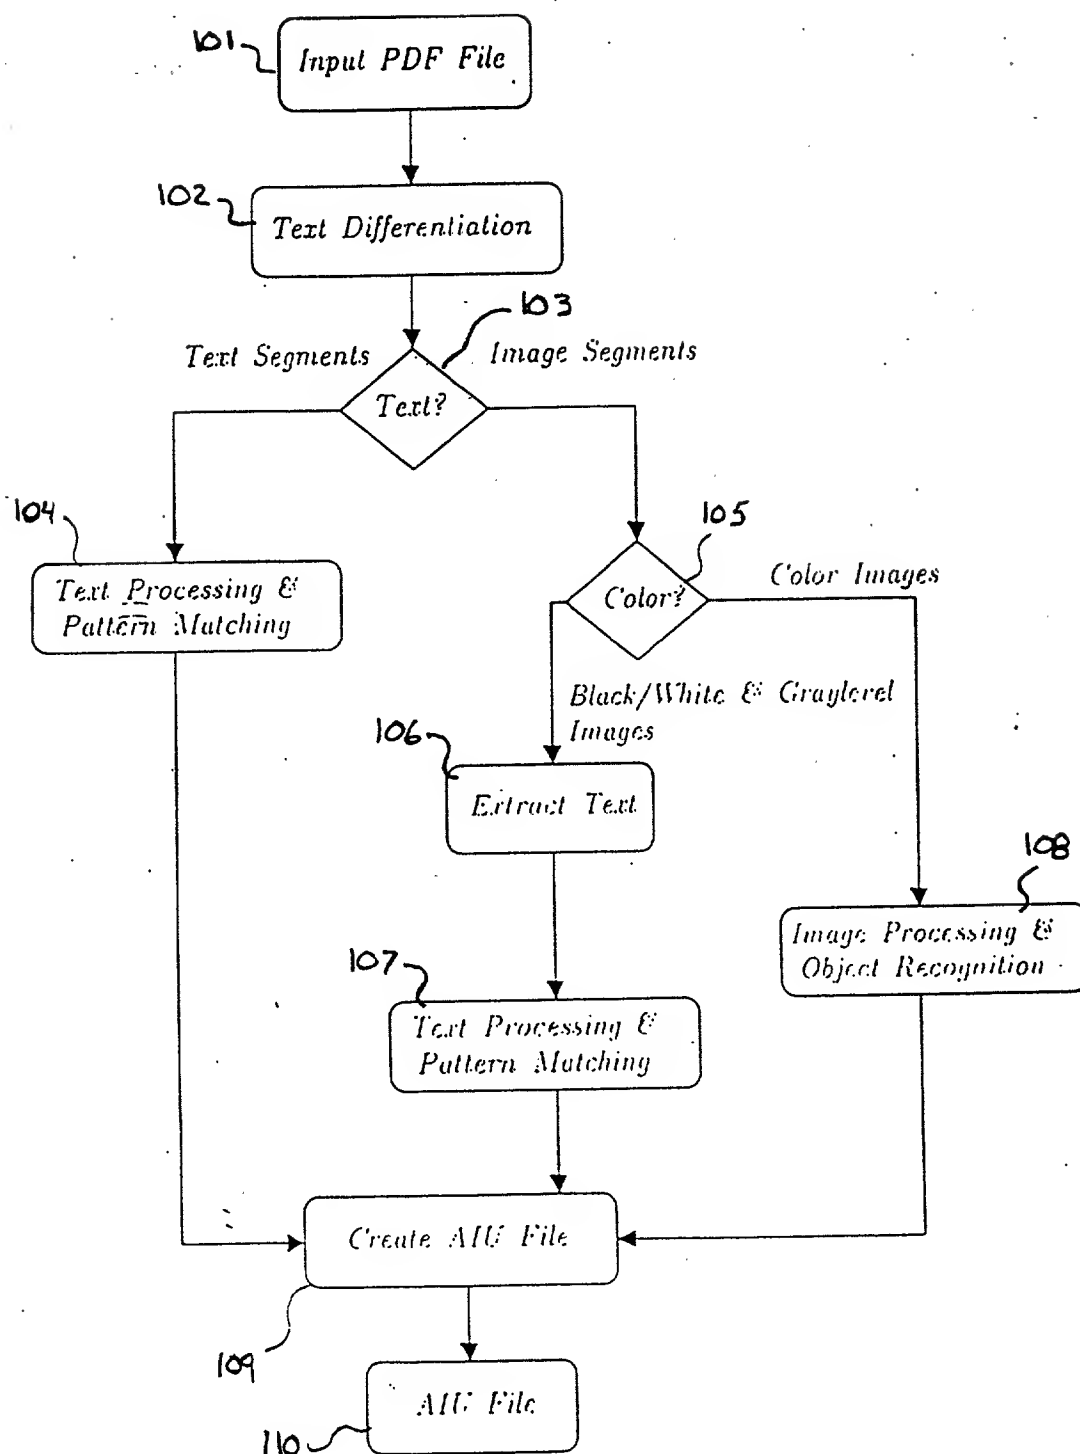 101
Input PDF File
102
Text Differentiation
103
Text Segments
Image Segments
Text?
104
Text Processing &
Pattern Matching
105
Color?
Color Images
Black/White & Graylevel
Images
106
Extract Text
107
Text Processing &
Pattern Matching
108
Image Processing &
Object Recognition
Create AIU File
109
AIU File
110